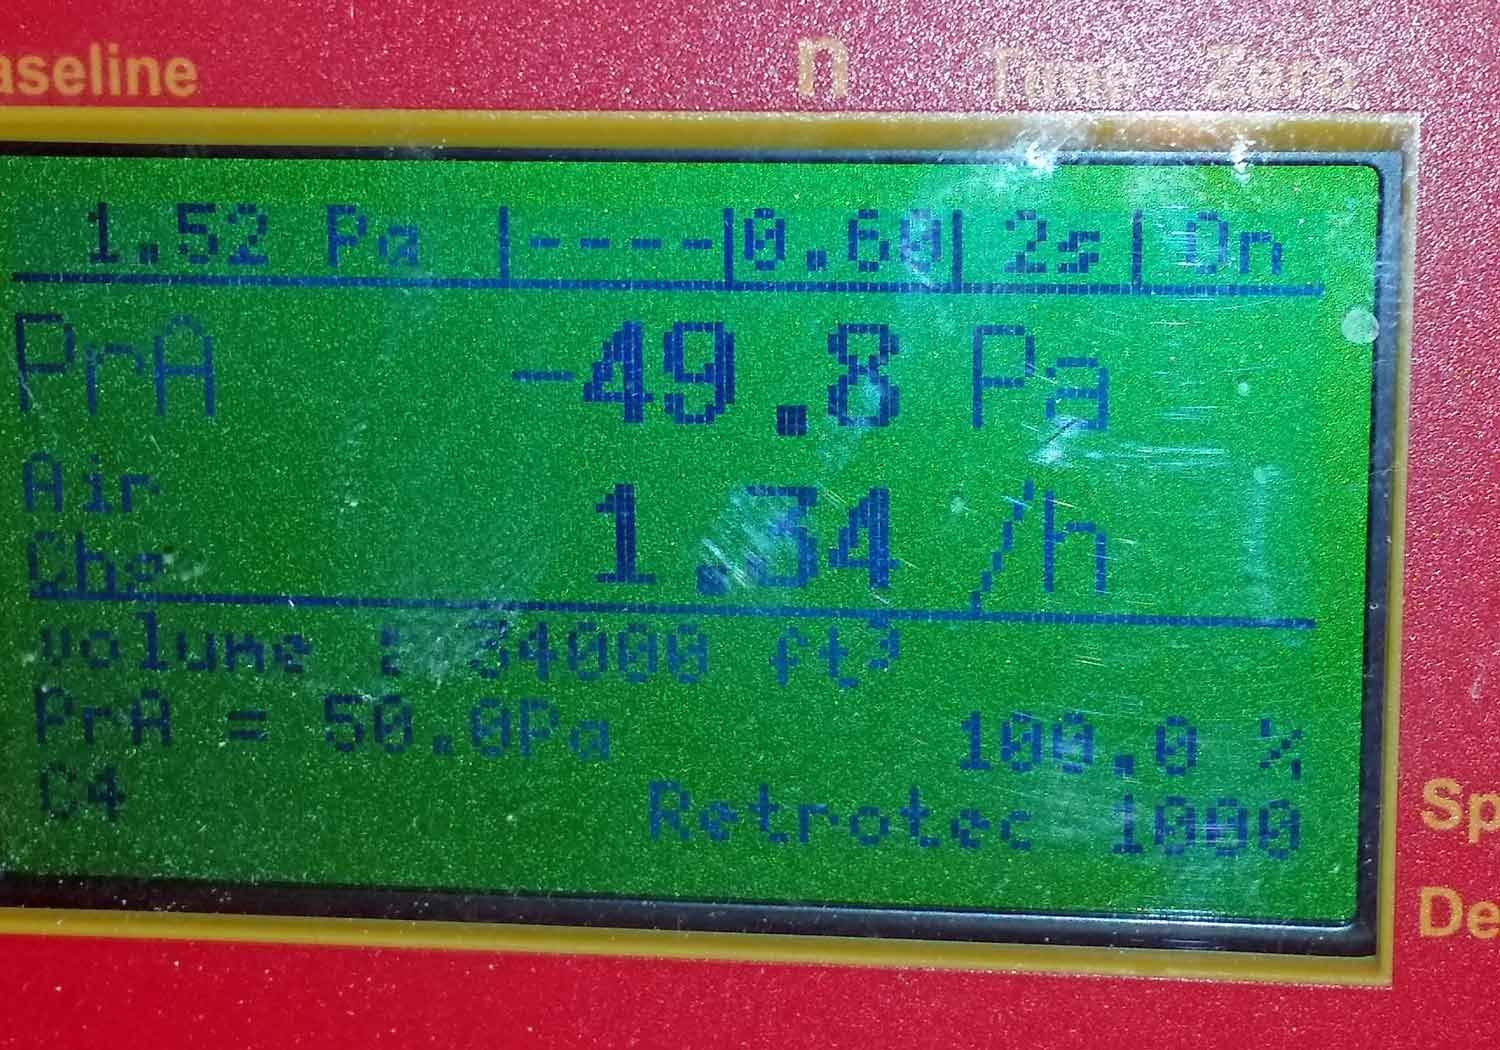 aseline n Time Zero
1.52 Pa |----|0.60| 2s| On
PrA -49.8 Pa
Air
Chg 1.34 /h
volume : 34000 ft³
PrA = 50.0Pa 100.0 %
C4 Retrotec 1000
Sp
De